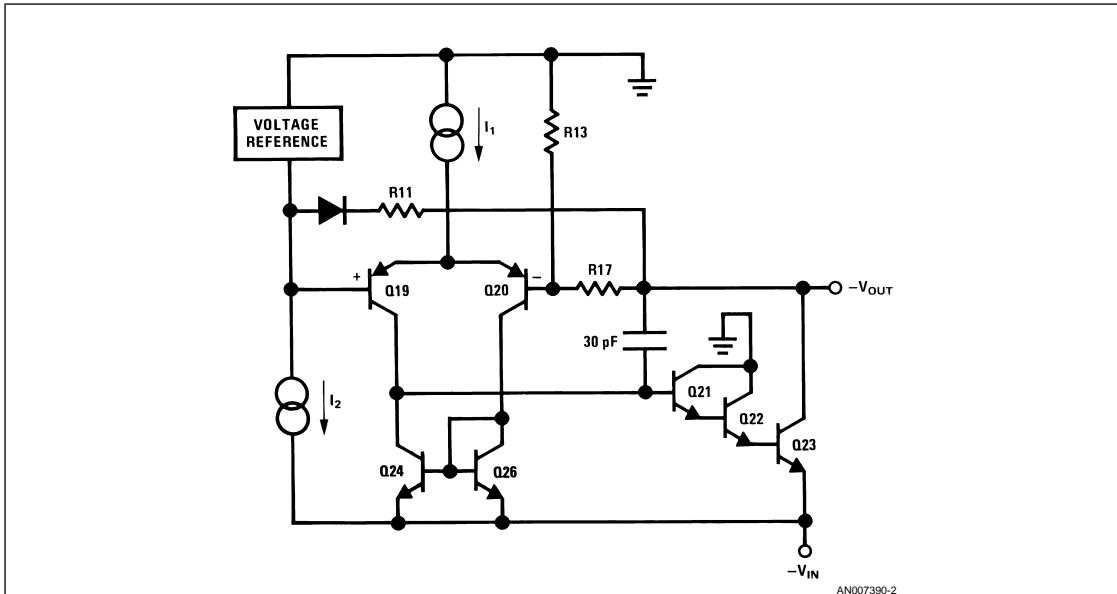 VOLTAGE
REFERENCE
I1
R13
R11
+
Q19
Q20
−
R17
−VOUT
30 pF
I2
Q21
Q22
Q23
Q24
Q26
−VIN
AN007390-2